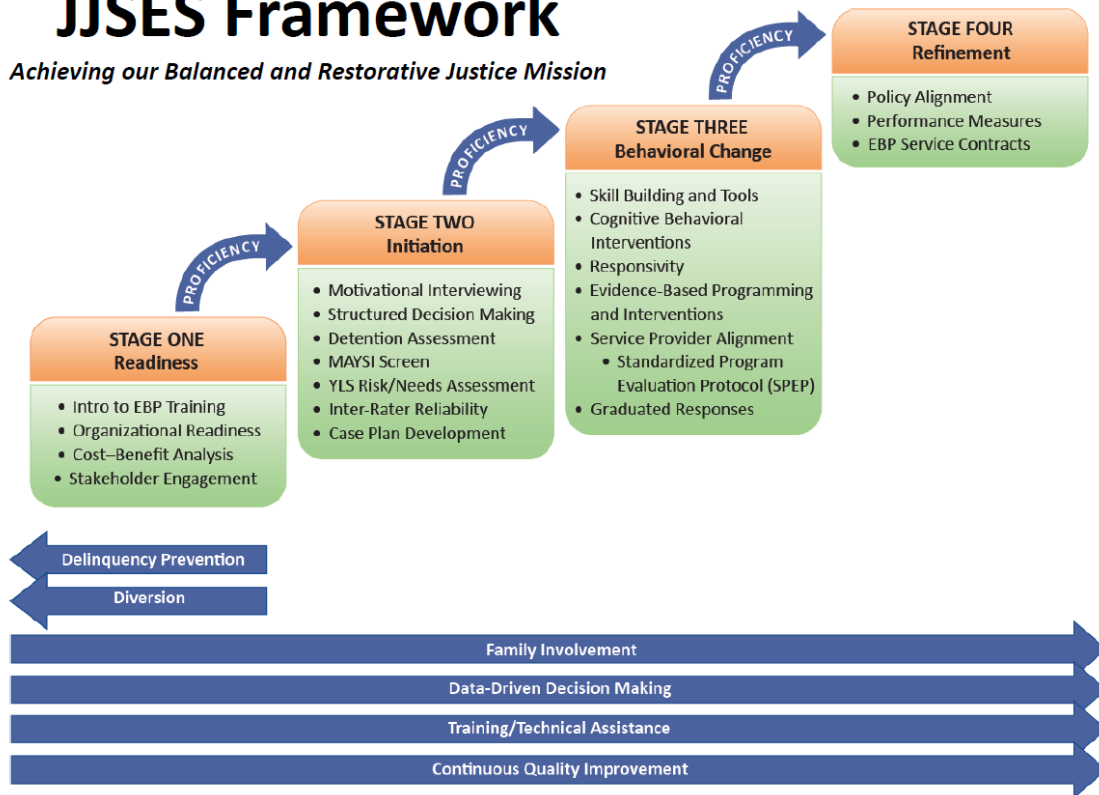 JJSES Framework
Achieving our Balanced and Restorative Justice Mission
STAGE ONE
Readiness
• Intro to EBP Training
• Organizational Readiness
• Cost–Benefit Analysis
• Stakeholder Engagement
PROFICIENCY
STAGE TWO
Initiation
• Motivational Interviewing
• Structured Decision Making
• Detention Assessment
• MAYSI Screen
• YLS Risk/Needs Assessment
• Inter-Rater Reliability
• Case Plan Development
PROFICIENCY
STAGE THREE
Behavioral Change
• Skill Building and Tools
• Cognitive Behavioral
Interventions
• Responsivity
• Evidence-Based Programming
and Interventions
• Service Provider Alignment
• Standardized Program
Evaluation Protocol (SPEP)
• Graduated Responses
PROFICIENCY
STAGE FOUR
Refinement
• Policy Alignment
• Performance Measures
• EBP Service Contracts
Delinquency Prevention
Diversion
Family Involvement
Data-Driven Decision Making
Training/Technical Assistance
Continuous Quality Improvement